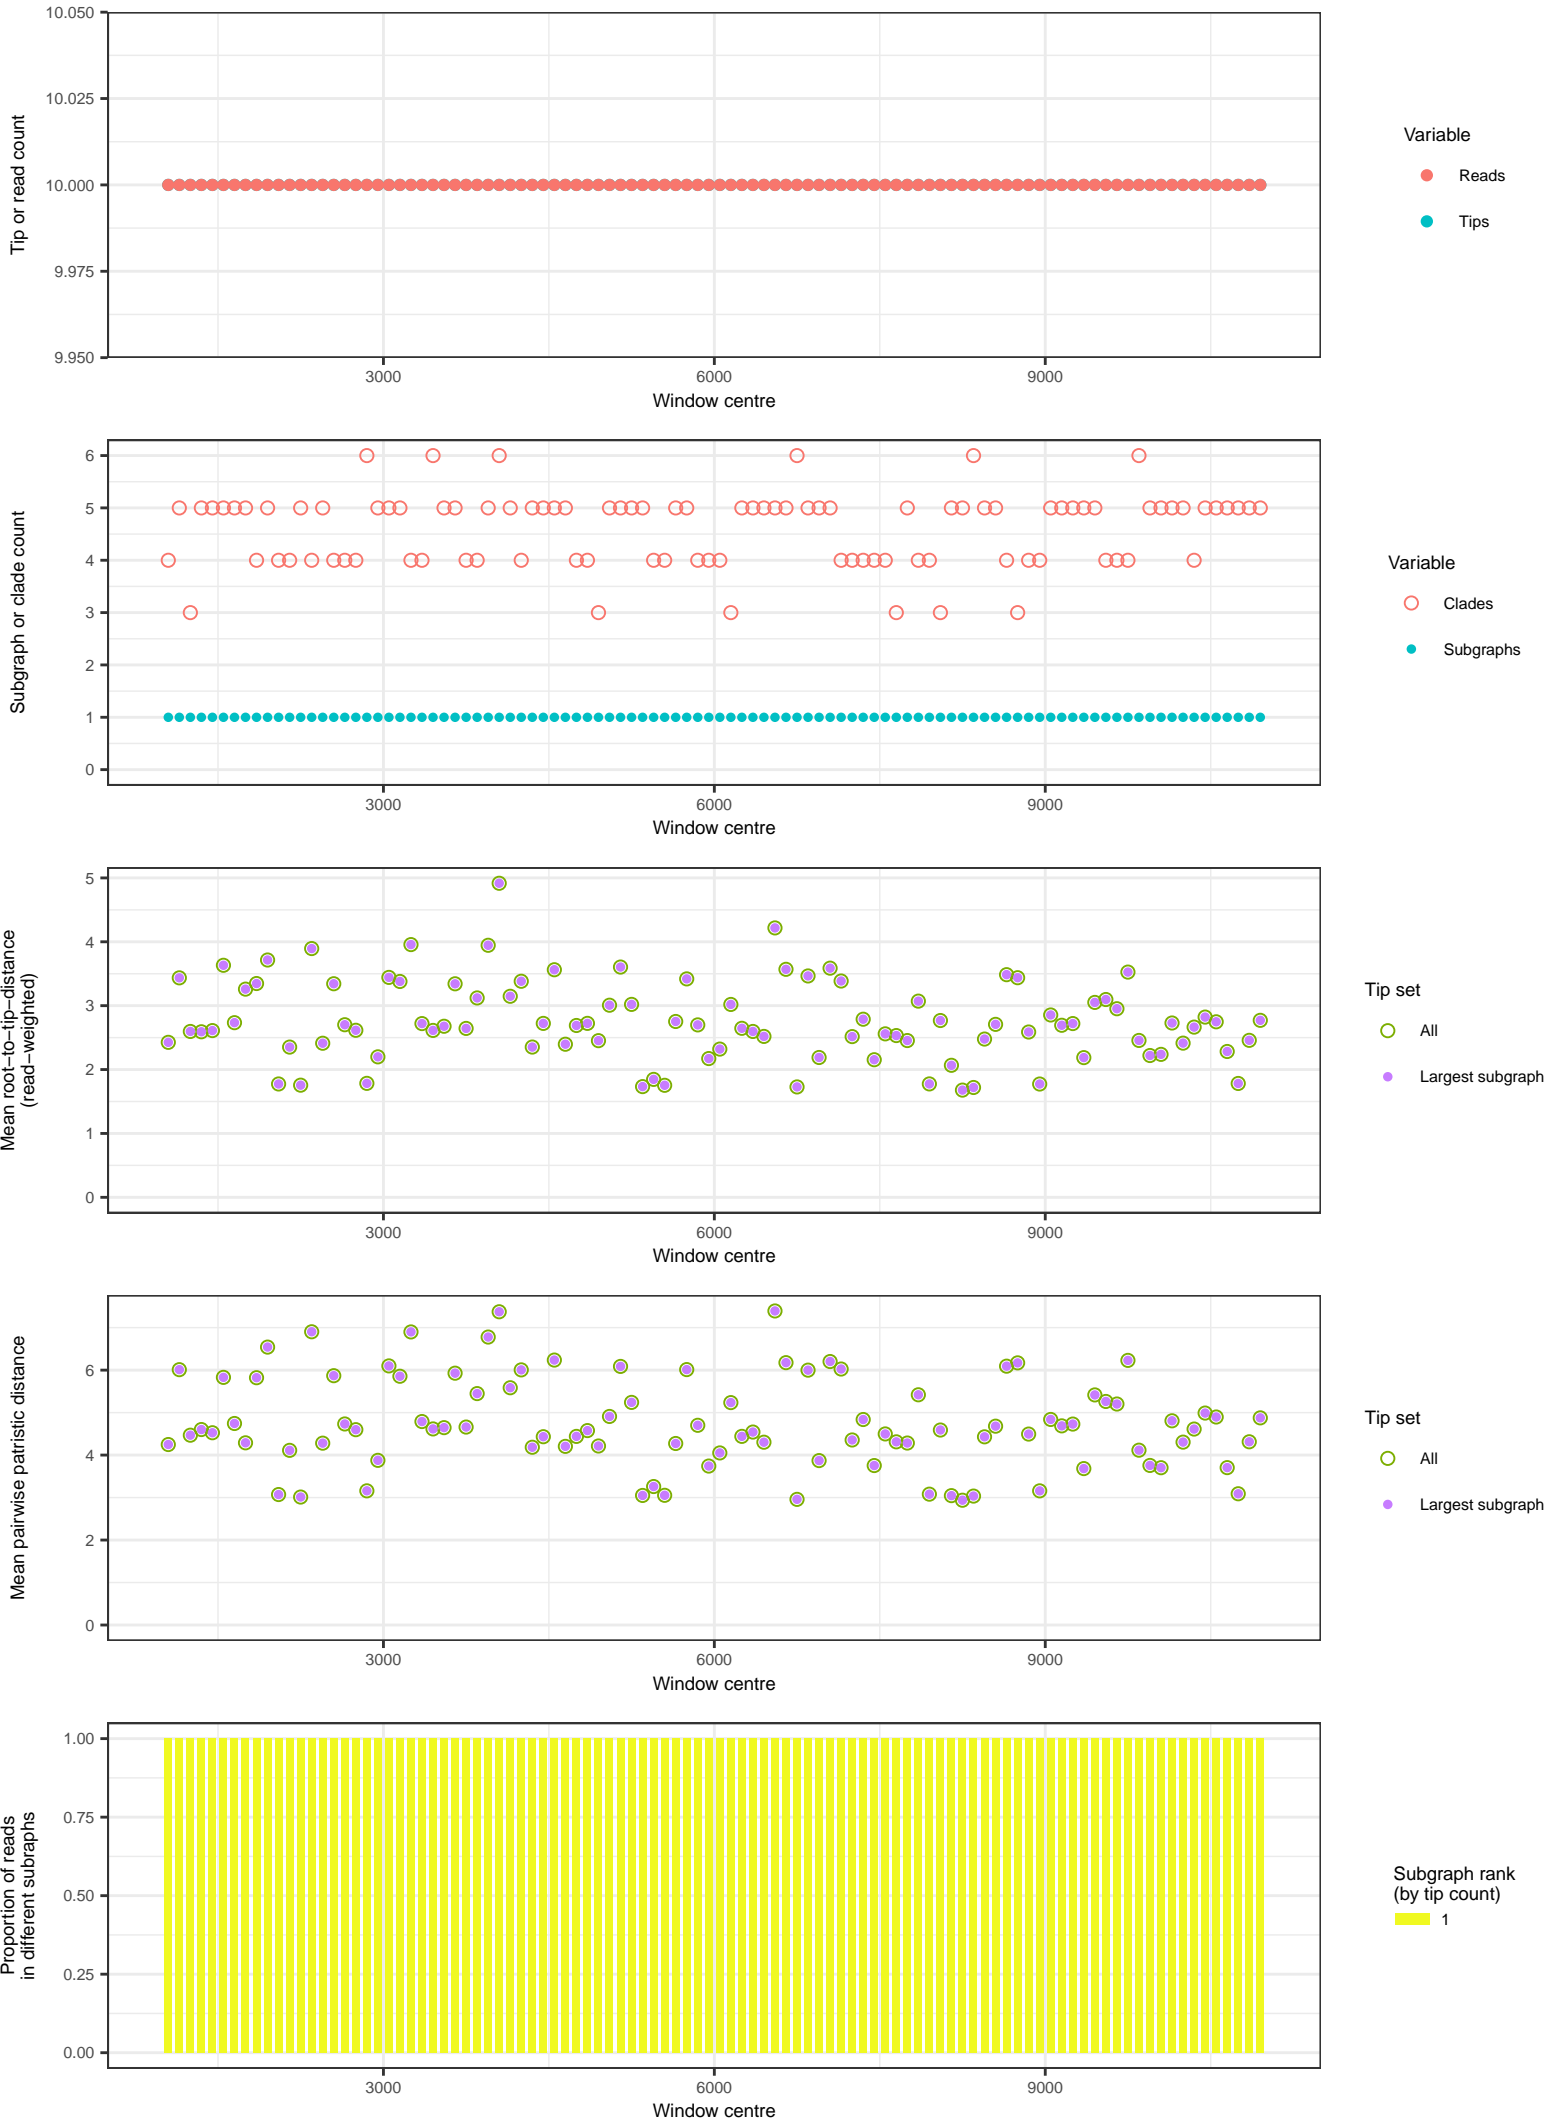 10.050
10.025
10.000
9.975
9.950
Tip or read count
3000 6000 9000
Window centre
Variable
Reads
Tips
6
5
4
3
2
1
0
Subgraph or clade count
3000 6000 9000
Window centre
Variable
Clades
Subgraphs
5
4
3
2
1
0
Mean root−to−tip−distance
(read−weighted)
3000 6000 9000
Window centre
Tip set
All
Largest subgraph
6
4
2
0
Mean pairwise patristic distance
3000 6000 9000
Window centre
Tip set
All
Largest subgraph
1.00
0.75
0.50
0.25
0.00
Proportion of reads
in different subraphs
3000 6000 9000
Window centre
Subgraph rank
(by tip count)
1